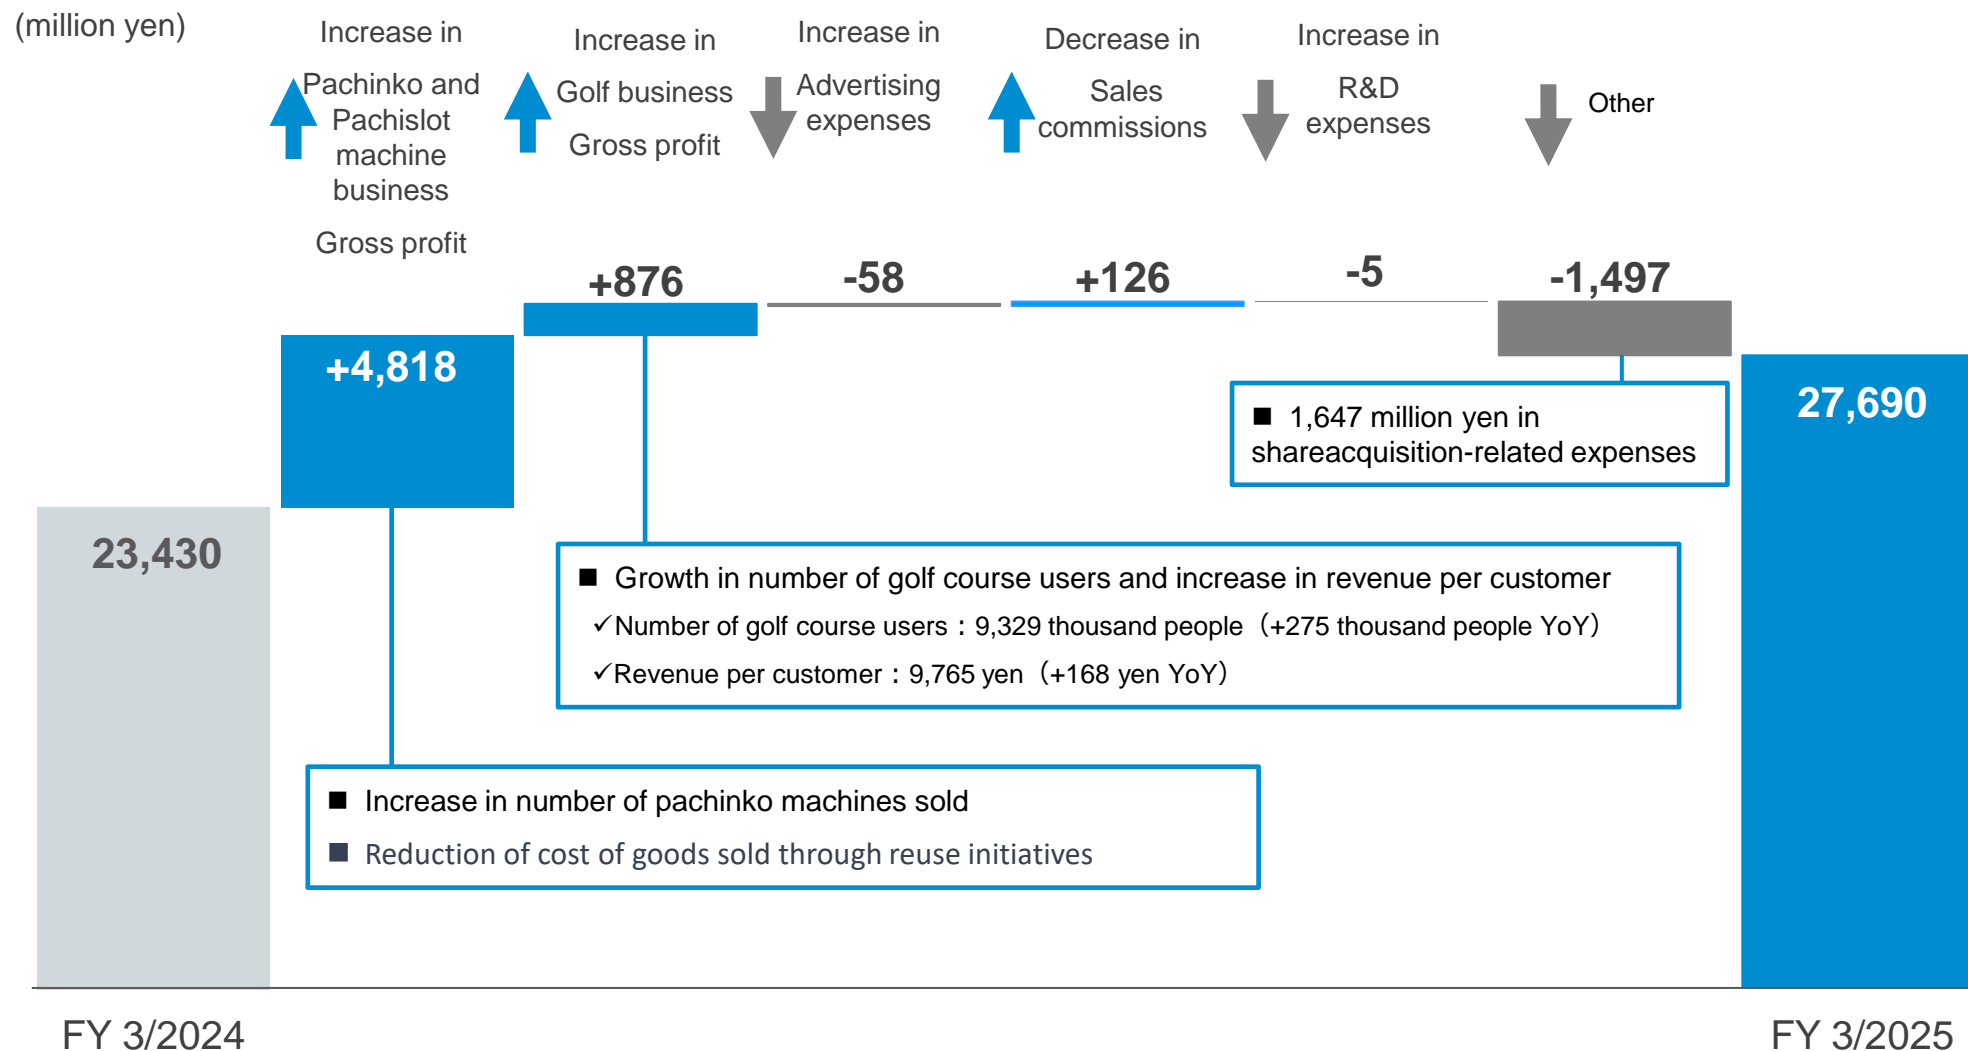 (million yen)
Increase in
Pachinko and
Pachislot
machine
business
Gross profit
Increase in
Golf business
Gross profit
Increase in
Advertising
expenses
Decrease in
Sales
commissions
Increase in
R&D
expenses
Other
+4,818
+876
-58
+126
-5
-1,497
23,430
27,690
■ 1,647 million yen in
shareacquisition-related expenses
■ Growth in number of golf course users and increase in revenue per customer
✓Number of golf course users：9,329 thousand people（+275 thousand people YoY）
✓Revenue per customer：9,765 yen（+168 yen YoY）
■ Increase in number of pachinko machines sold
■ Reduction of cost of goods sold through reuse initiatives
FY 3/2024
FY 3/2025